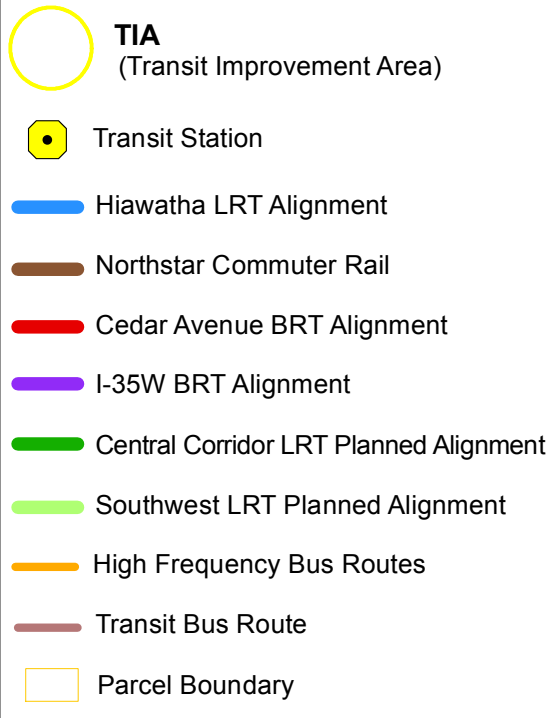 TIA
(Transit Improvement Area)
Transit Station
Hiawatha LRT Alignment
Northstar Commuter Rail
Cedar Avenue BRT Alignment
I-35W BRT Alignment
Central Corridor LRT Planned Alignment
Southwest LRT Planned Alignment
High Frequency Bus Routes
Transit Bus Route
Parcel Boundary